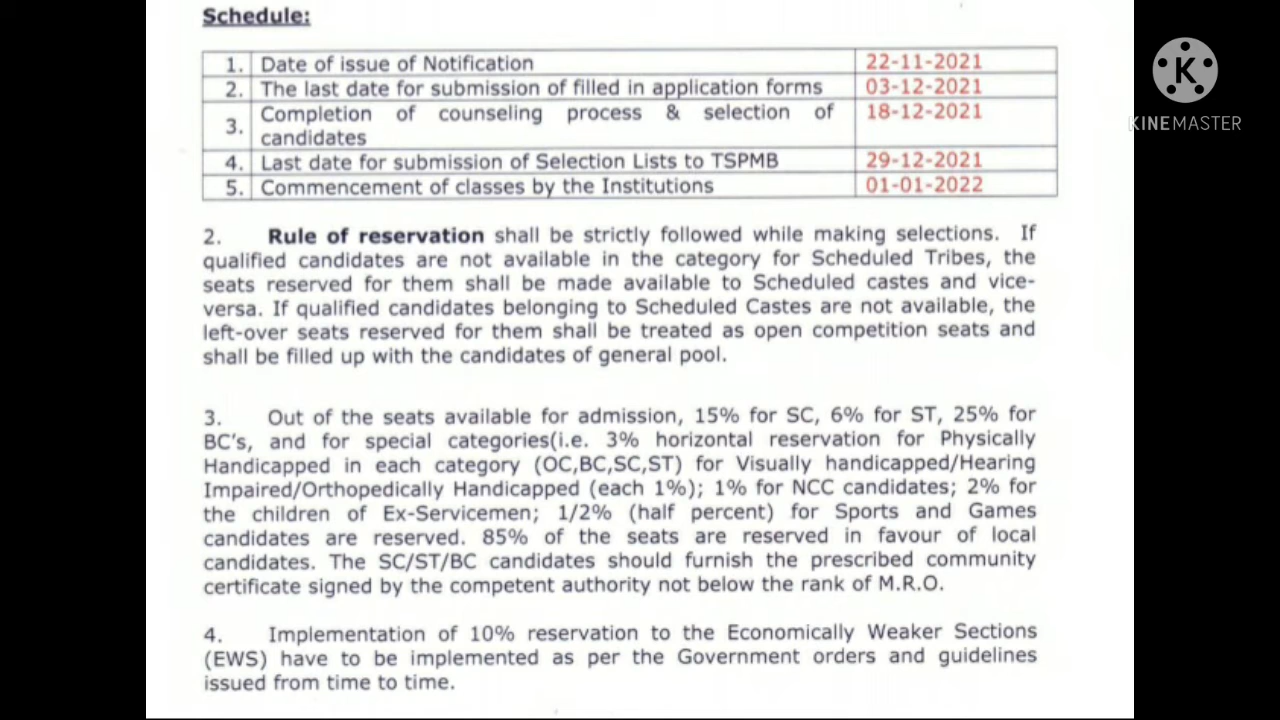 Schedule:
1. Date of issue of Notification 22-11-2021
2. The last date for submission of filled in application forms 03-12-2021
3. Completion of counseling process & selection of candidates 18-12-2021
4. Last date for submission of Selection Lists to TSPMB 29-12-2021
5. Commencement of classes by the Institutions 01-01-2022
2. Rule of reservation shall be strictly followed while making selections. If
qualified candidates are not available in the category for Scheduled Tribes, the
seats reserved for them shall be made available to Scheduled castes and vice-
versa. If qualified candidates belonging to Scheduled Castes are not available, the
left-over seats reserved for them shall be treated as open competition seats and
shall be filled up with the candidates of general pool.
3. Out of the seats available for admission, 15% for SC, 6% for ST, 25% for
BC's, and for special categories(i.e. 3% horizontal reservation for Physically
Handicapped in each category (OC,BC,SC,ST) for Visually handicapped/Hearing
Impaired/Orthopedically Handicapped (each 1%); 1% for NCC candidates; 2% for
the children of Ex-Servicemen; 1/2% (half percent) for Sports and Games
candidates are reserved. 85% of the seats are reserved in favour of local
candidates. The SC/ST/BC candidates should furnish the prescribed community
certificate signed by the competent authority not below the rank of M.R.O.
4. Implementation of 10% reservation to the Economically Weaker Sections
(EWS) have to be implemented as per the Government orders and guidelines
issued from time to time.
K
KINEMASTER